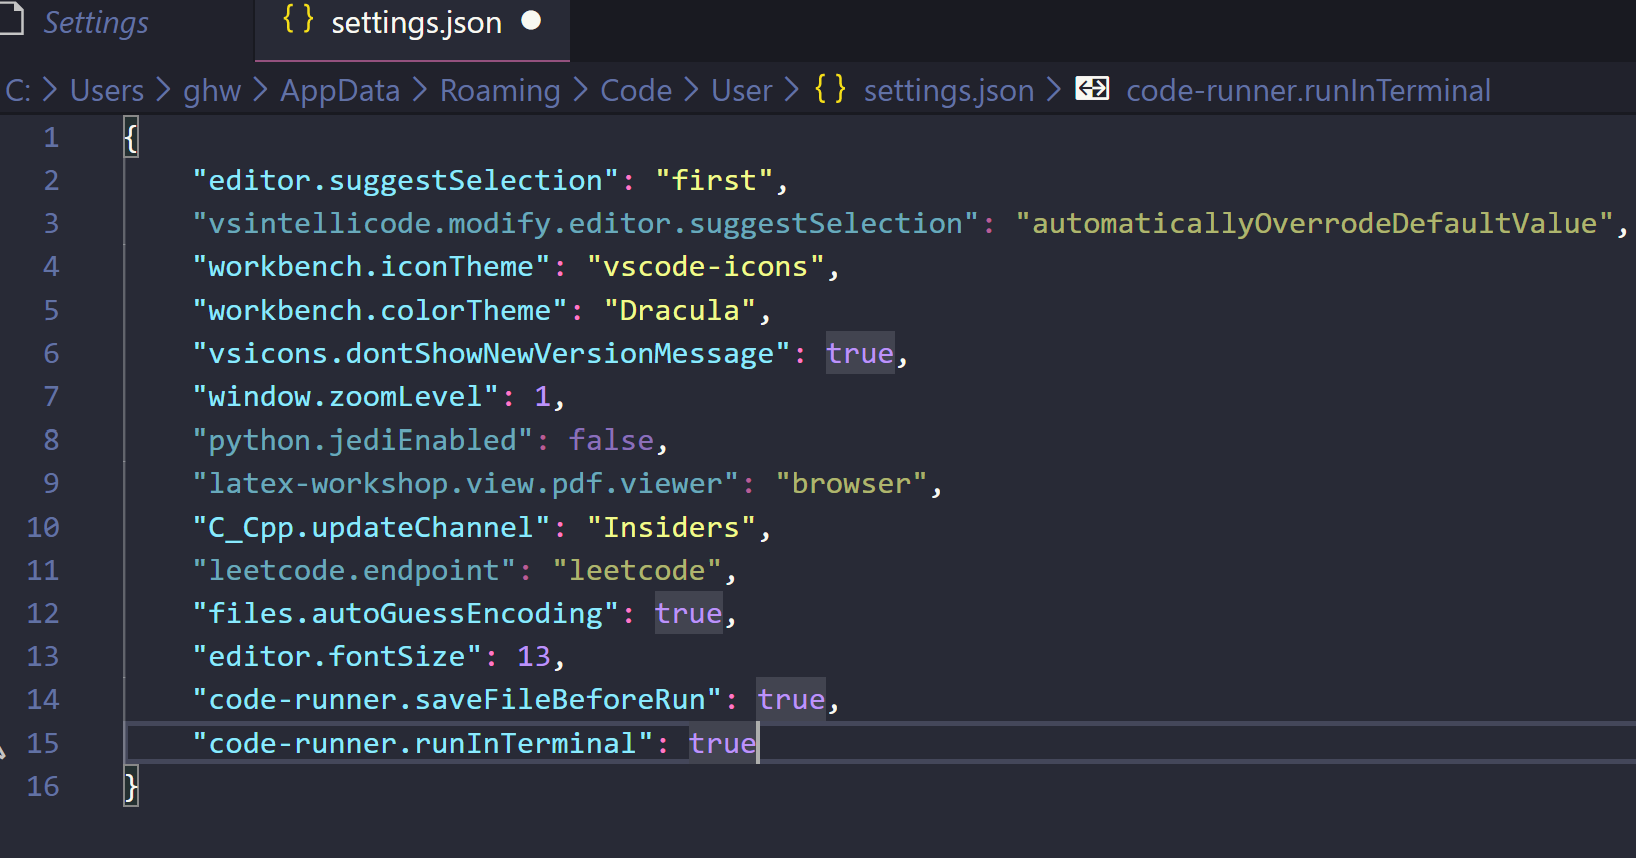 Settings
{ } settings.json
C: > Users > ghw > AppData > Roaming > Code > User > { } settings.json > code-runner.runInTerminal
1 {
2 "editor.suggestSelection": "first",
3 "vsintellicode.modify.editor.suggestSelection": "automaticallyOverrodeDefaultValue",
4 "workbench.iconTheme": "vscode-icons",
5 "workbench.colorTheme": "Dracula",
6 "vsicons.dontShowNewVersionMessage": true,
7 "window.zoomLevel": 1,
8 "python.jediEnabled": false,
9 "latex-workshop.view.pdf.viewer": "browser",
10 "C_Cpp.updateChannel": "Insiders",
11 "leetcode.endpoint": "leetcode",
12 "files.autoGuessEncoding": true,
13 "editor.fontSize": 13,
14 "code-runner.saveFileBeforeRun": true,
15 "code-runner.runInTerminal": true
16 }